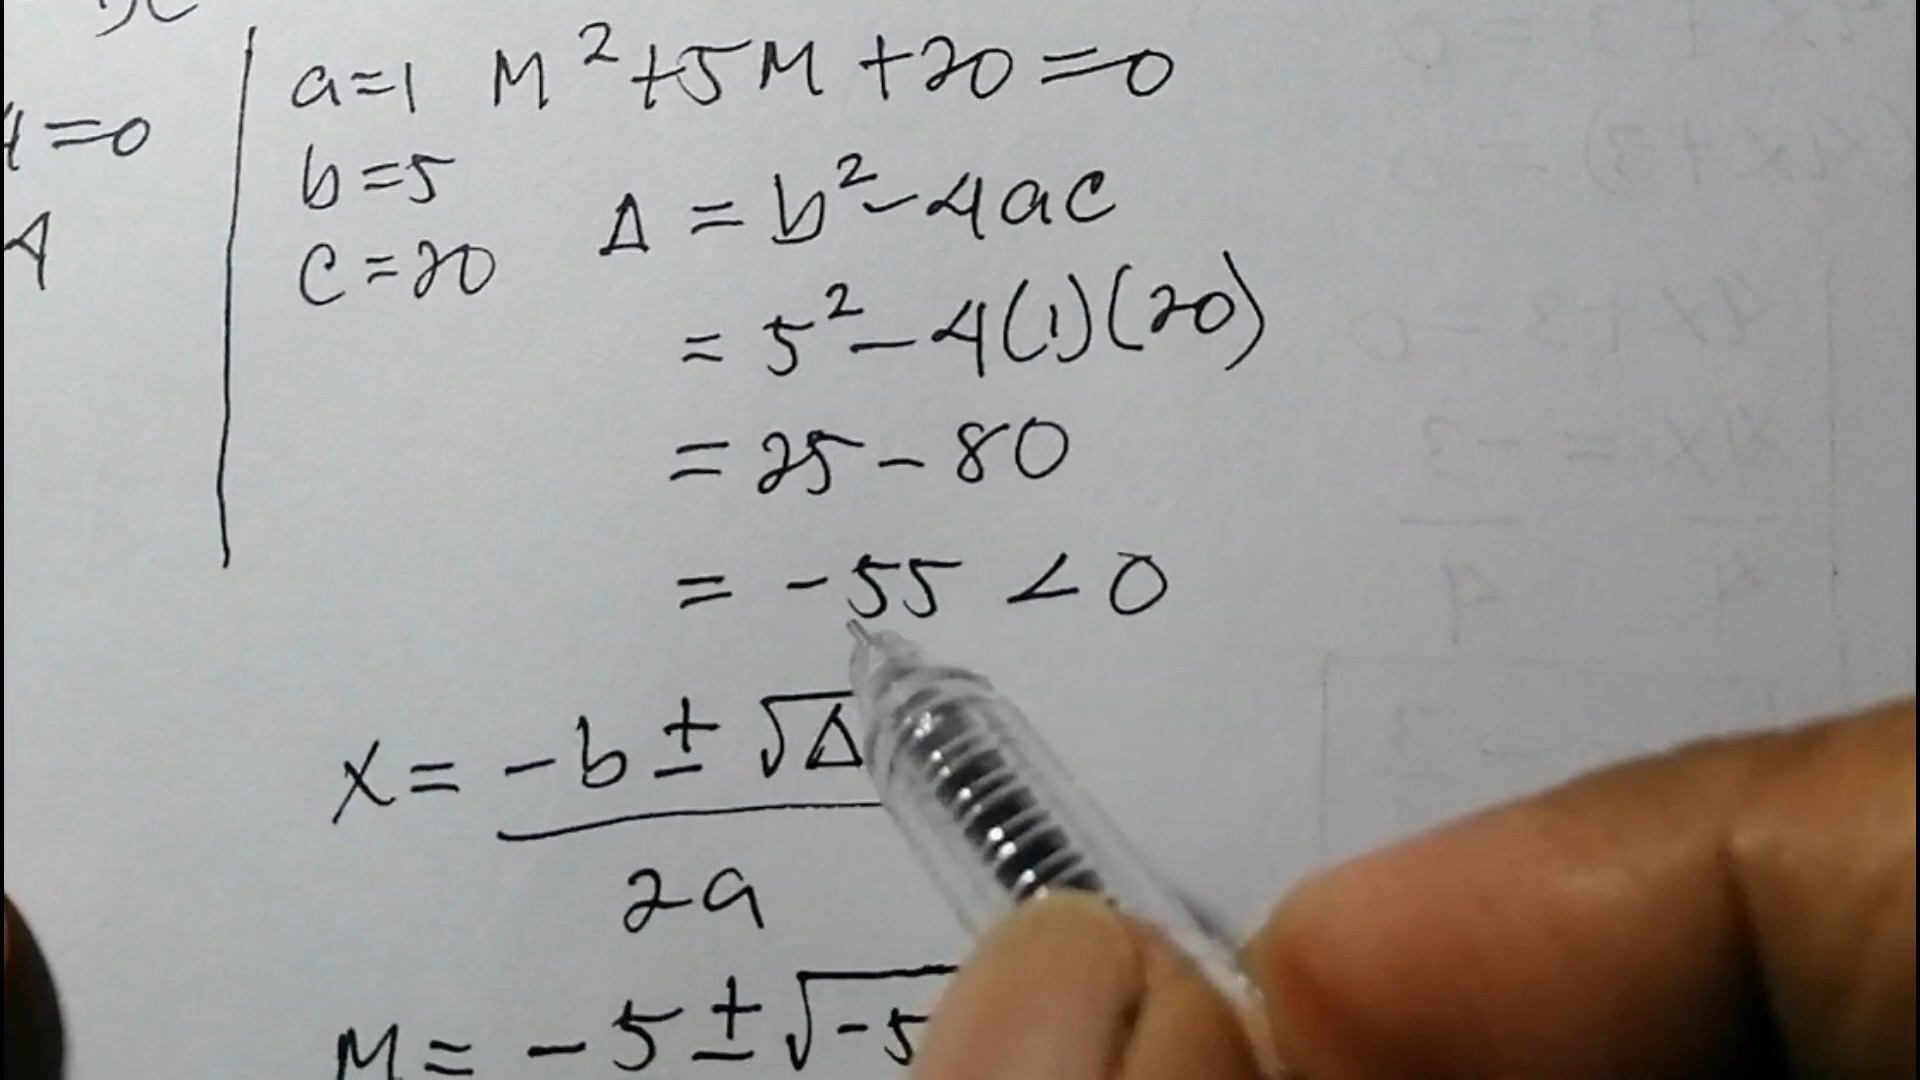 =0
a=1 M²+5M+20=0
b=5
c=20
Δ = b²-4ac
= 5²-4(1)(20)
= 25-80
= -55 < 0
x = -b ± √Δ
2a
M = -5 ± √-5